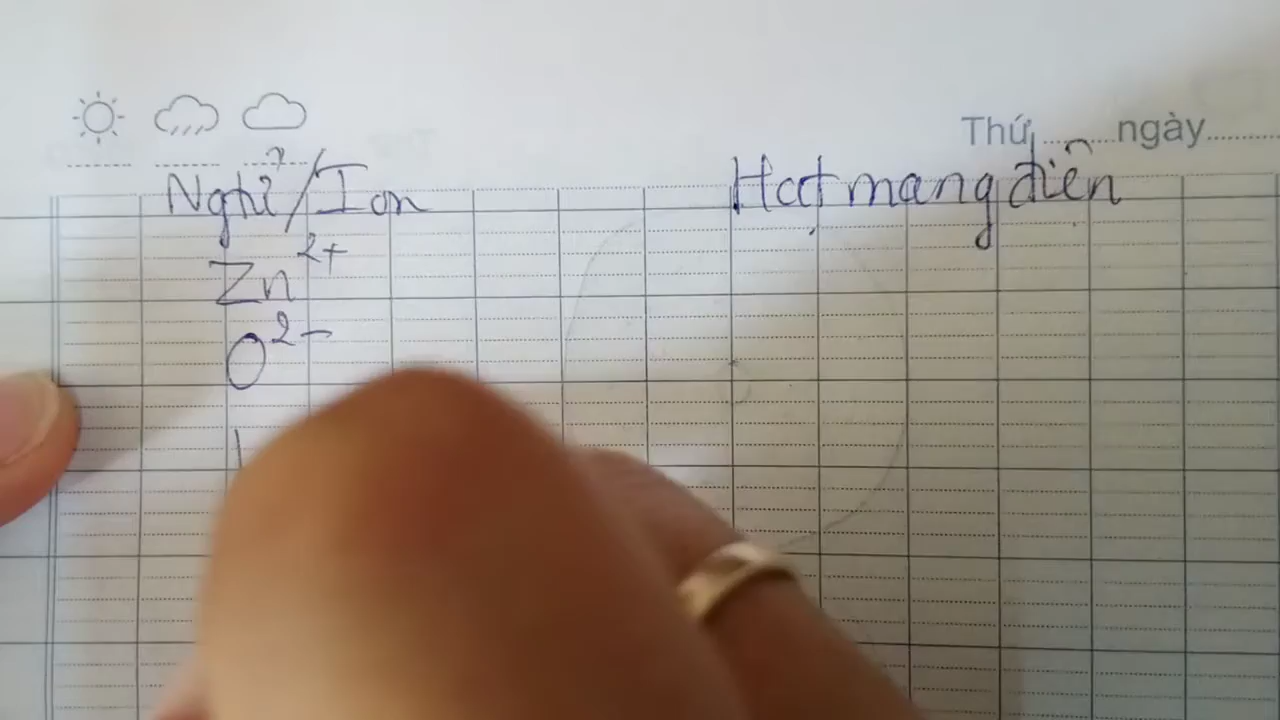 Thứ.........ngày...........
Nghỉ/Ion Hạt mang điện
Zn²⁺
O²⁻